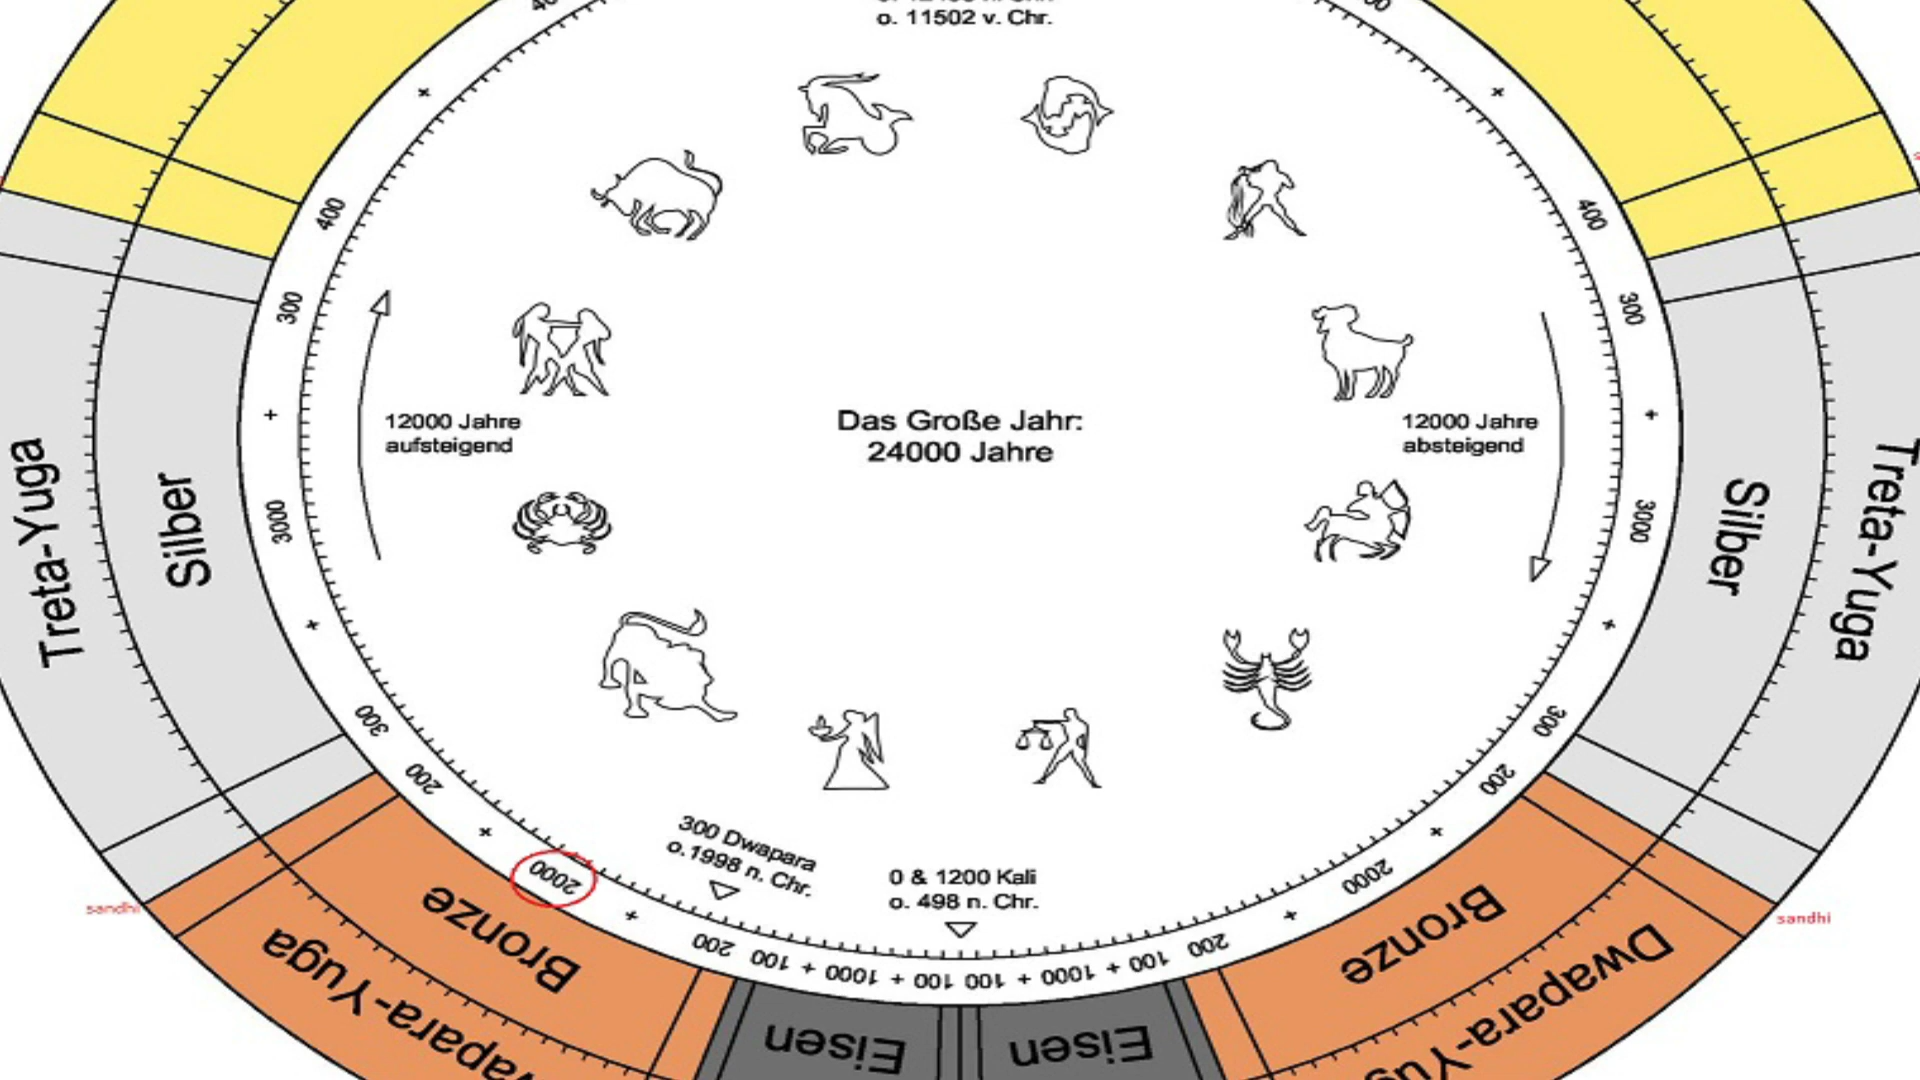 o. 11502 v. Chr.
400
400
300
300
12000 Jahre
aufsteigend
Das Große Jahr:
24000 Jahre
12000 Jahre
absteigend
Treta-Yuga
Silber
3000
+
+
3000
Silber
Treta-Yuga
+
+
300
300
200
200
+
+
2000
2000
300 Dwapara
o.1998 n. Chr.
0 & 1200 Kali
o. 498 n. Chr.
sandhi
sandhi
Bronze
Bronze
+
+
200 100 + 1000 + 100 100 + 1000 + 100 200
Dwapara-Yuga
Eisen
Eisen